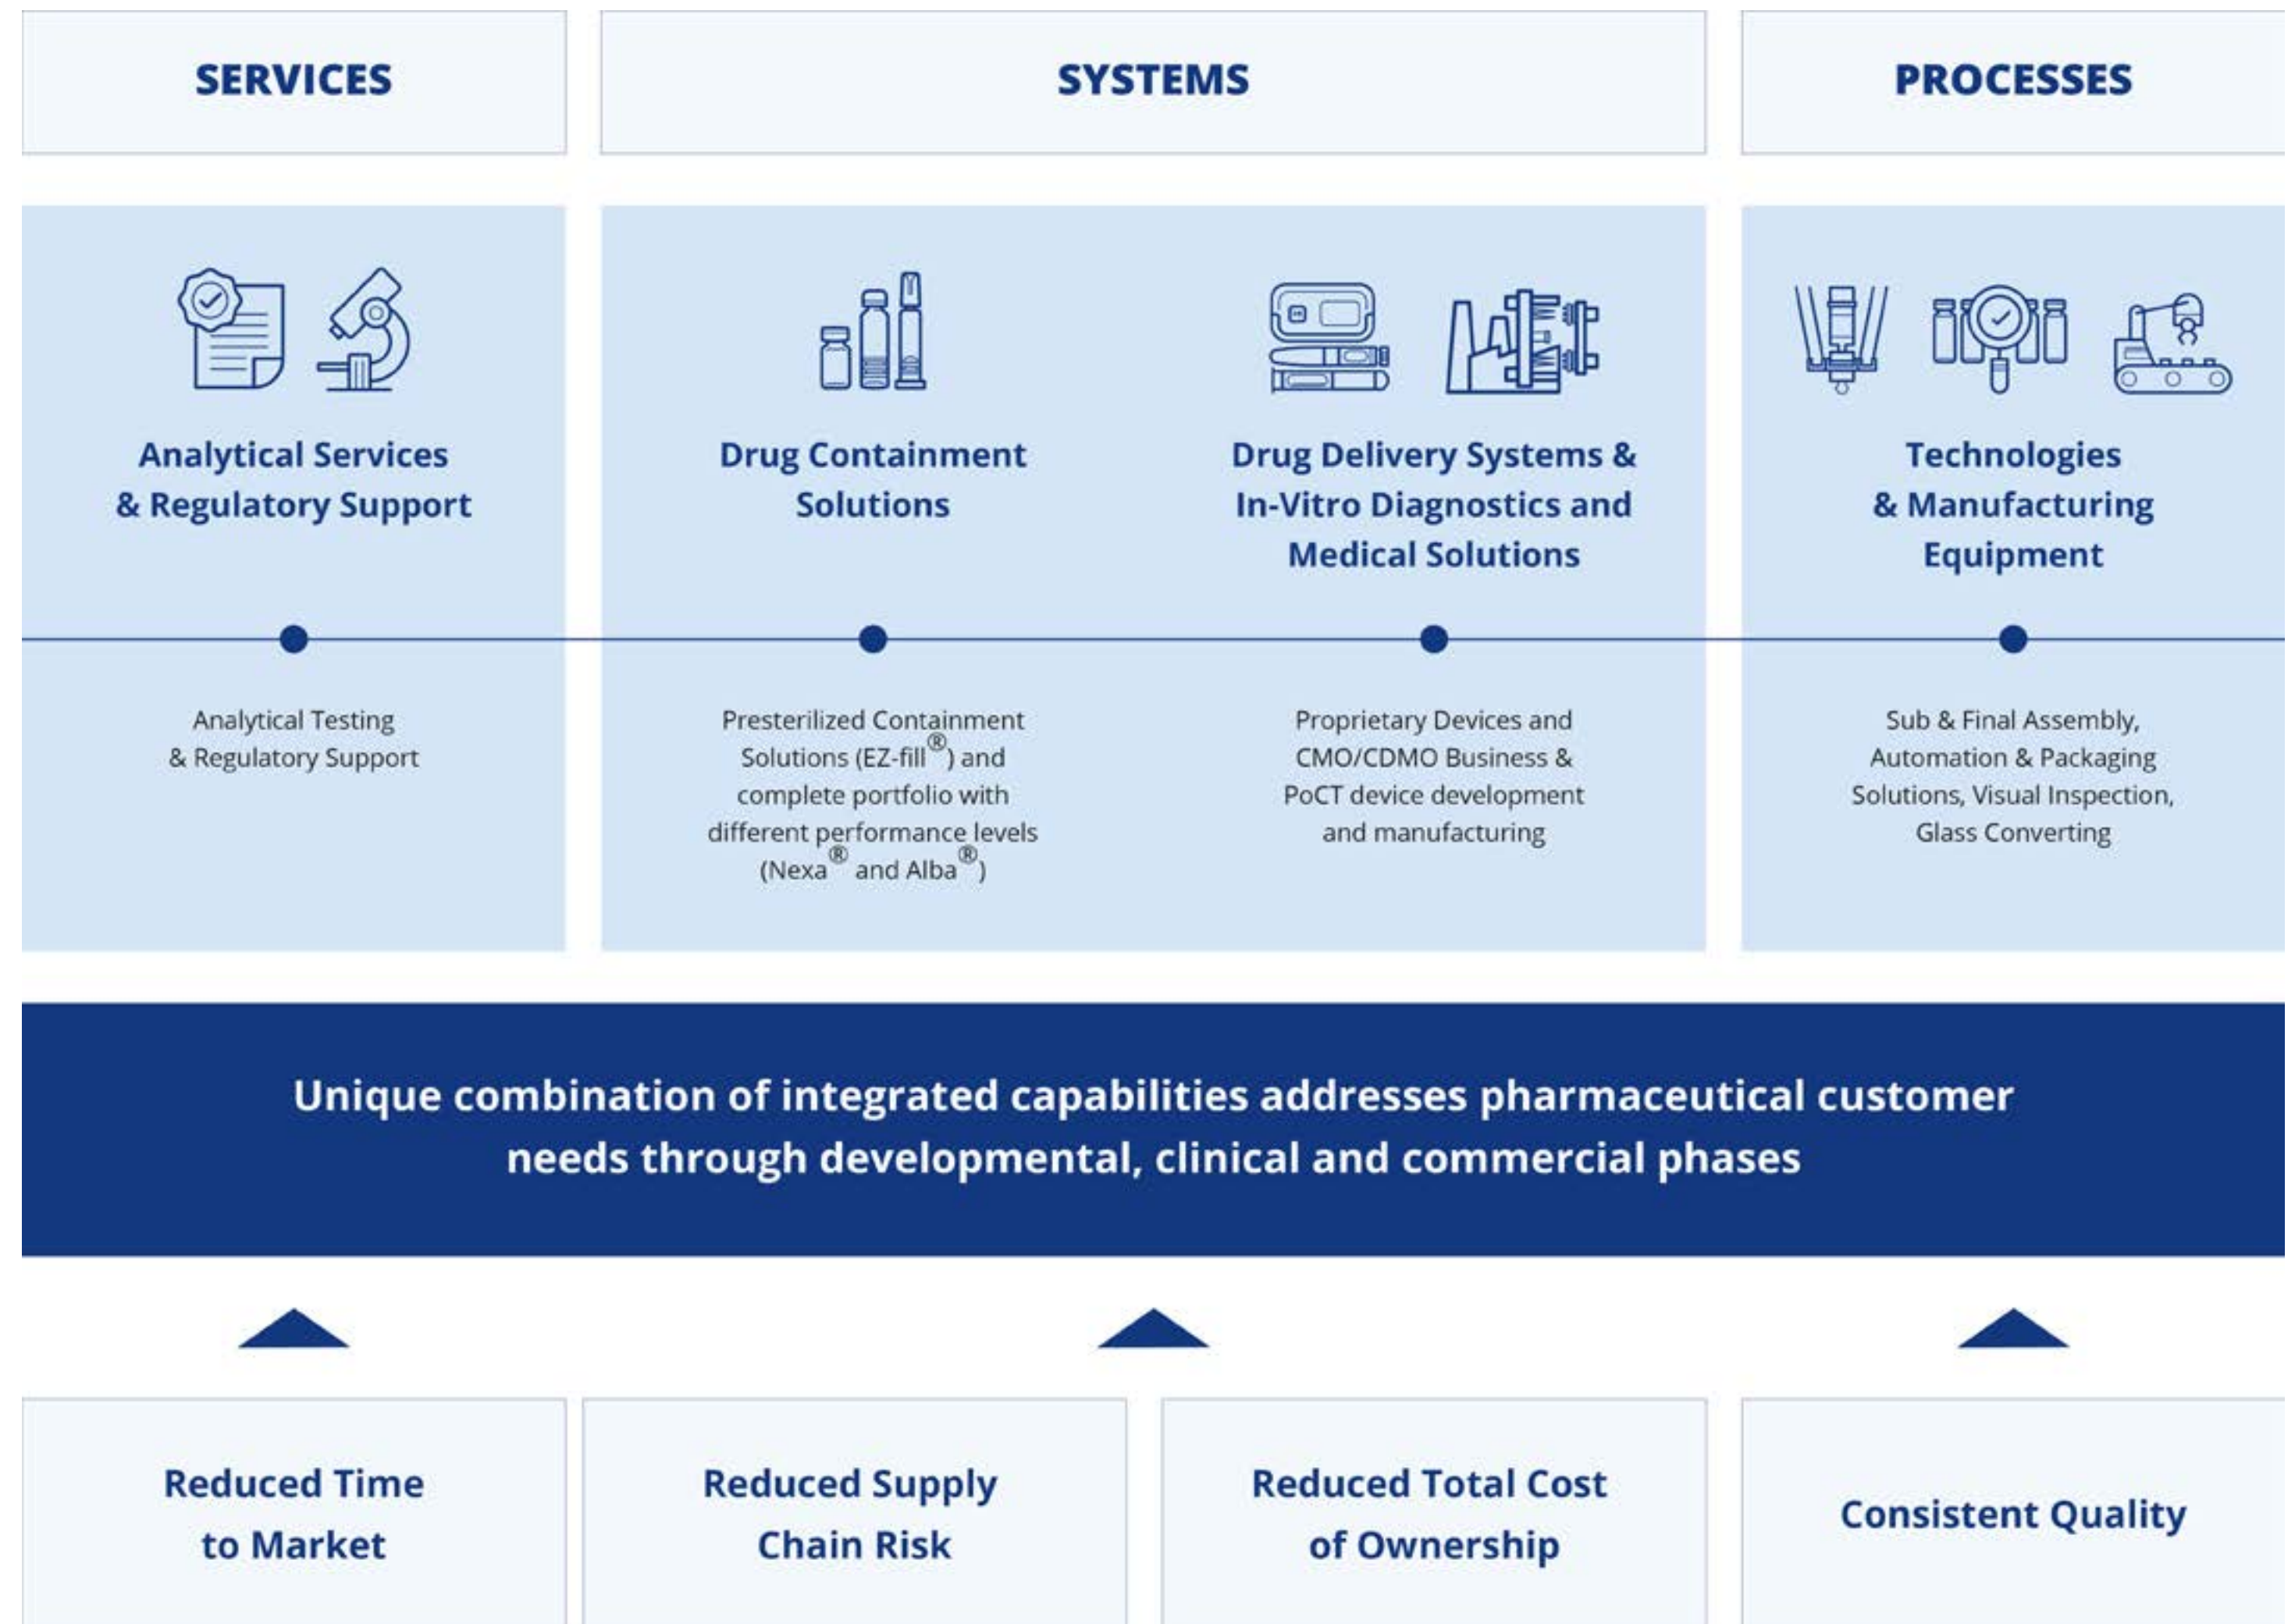 SERVICES
SYSTEMS
PROCESSES
Analytical Services
& Regulatory Support
Drug Containment
Solutions
Drug Delivery Systems &
In-Vitro Diagnostics and
Medical Solutions
Technologies
& Manufacturing
Equipment
Analytical Testing
& Regulatory Support
Presterilized Containment
Solutions (EZ-fill®) and
complete portfolio with
different performance levels
(Nexa® and Alba®)
Proprietary Devices and
CMO/CDMO Business &
PoCT device development
and manufacturing
Sub & Final Assembly,
Automation & Packaging
Solutions, Visual Inspection,
Glass Converting
Unique combination of integrated capabilities addresses pharmaceutical customer
needs through developmental, clinical and commercial phases
Reduced Time
to Market
Reduced Supply
Chain Risk
Reduced Total Cost
of Ownership
Consistent Quality